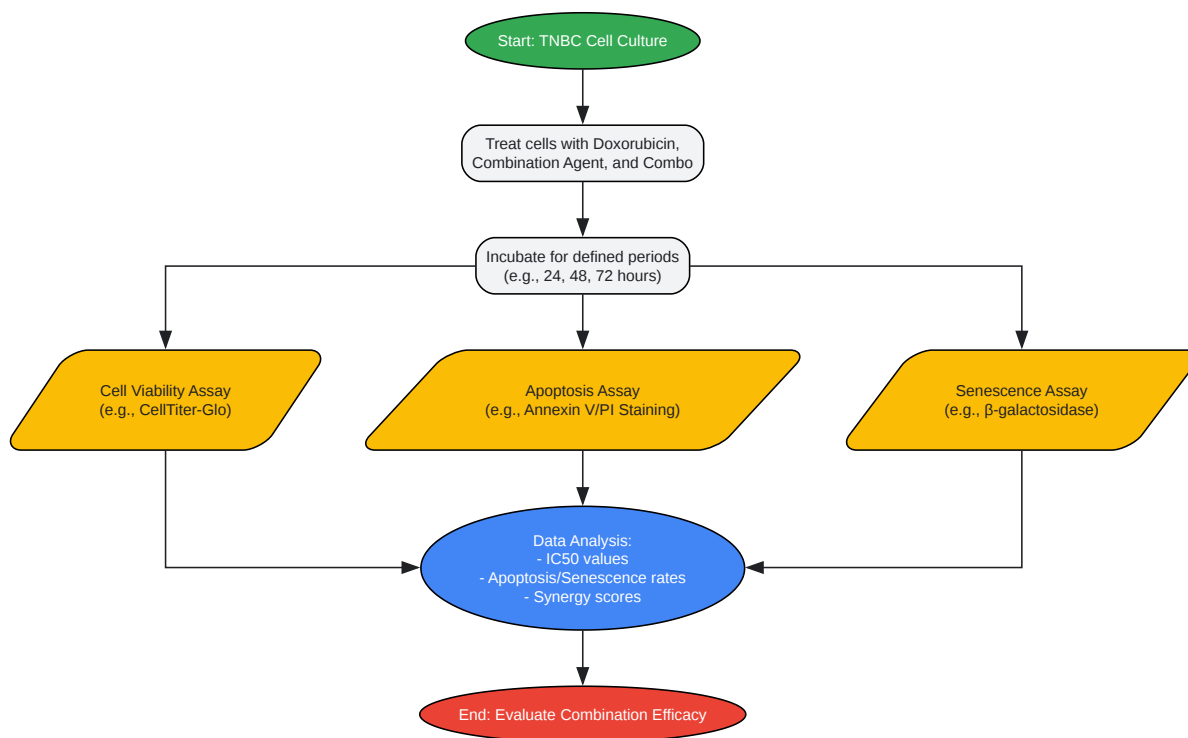 Start: TNBC Cell Culture
Treat cells with Doxorubicin,
Combination Agent, and Combo
Incubate for defined periods
(e.g., 24, 48, 72 hours)
Cell Viability Assay
(e.g., CellTiter-Glo)
Apoptosis Assay
(e.g., Annexin V/PI Staining)
Senescence Assay
(e.g., β-galactosidase)
Data Analysis:
- IC50 values
- Apoptosis/Senescence rates
- Synergy scores
End: Evaluate Combination Efficacy